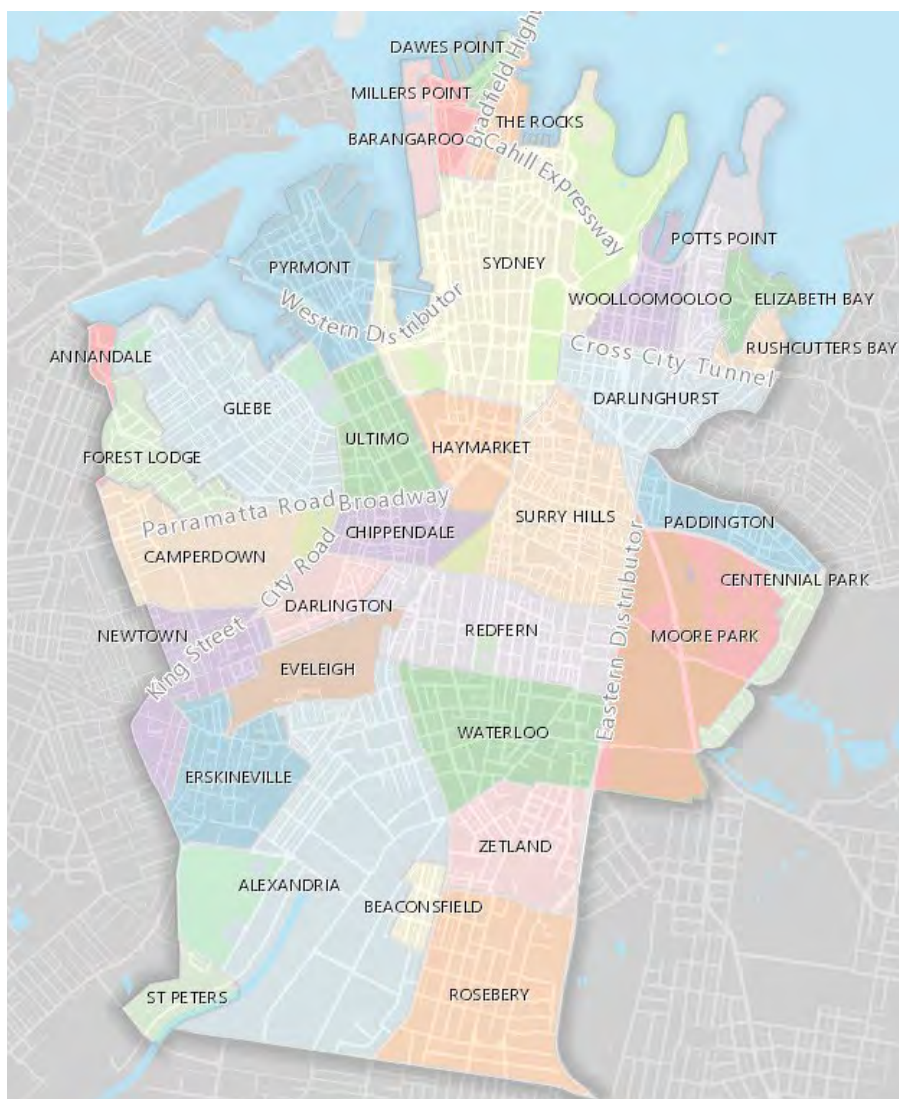 DAWES POINT
Bradfield High
MILLERS POINT
THE ROCKS
BARANGAROO
Cahill Expressway
POTTS POINT
PYRMONT
SYDNEY
WOOLLOOMOOLOO
ELIZABETH BAY
Western Distributor
RUSHCUTTERS BAY
ANNANDALE
Cross City Tunnel
DARLINGHURST
GLEBE
ULTIMO
HAYMARKET
FOREST LODGE
Parramatta Road
Broadway
SURRY HILLS
PADDINGTON
CHIPPENDALE
CAMPERDOWN
City Road
CENTENNIAL PARK
DARLINGTON
REDFERN
MOORE PARK
NEWTOWN
King Street
Eastern Distributor
EVELEIGH
WATERLOO
ERSKINEVILLE
ZETLAND
ALEXANDRIA
BEACONSFIELD
ST PETERS
ROSEBERY